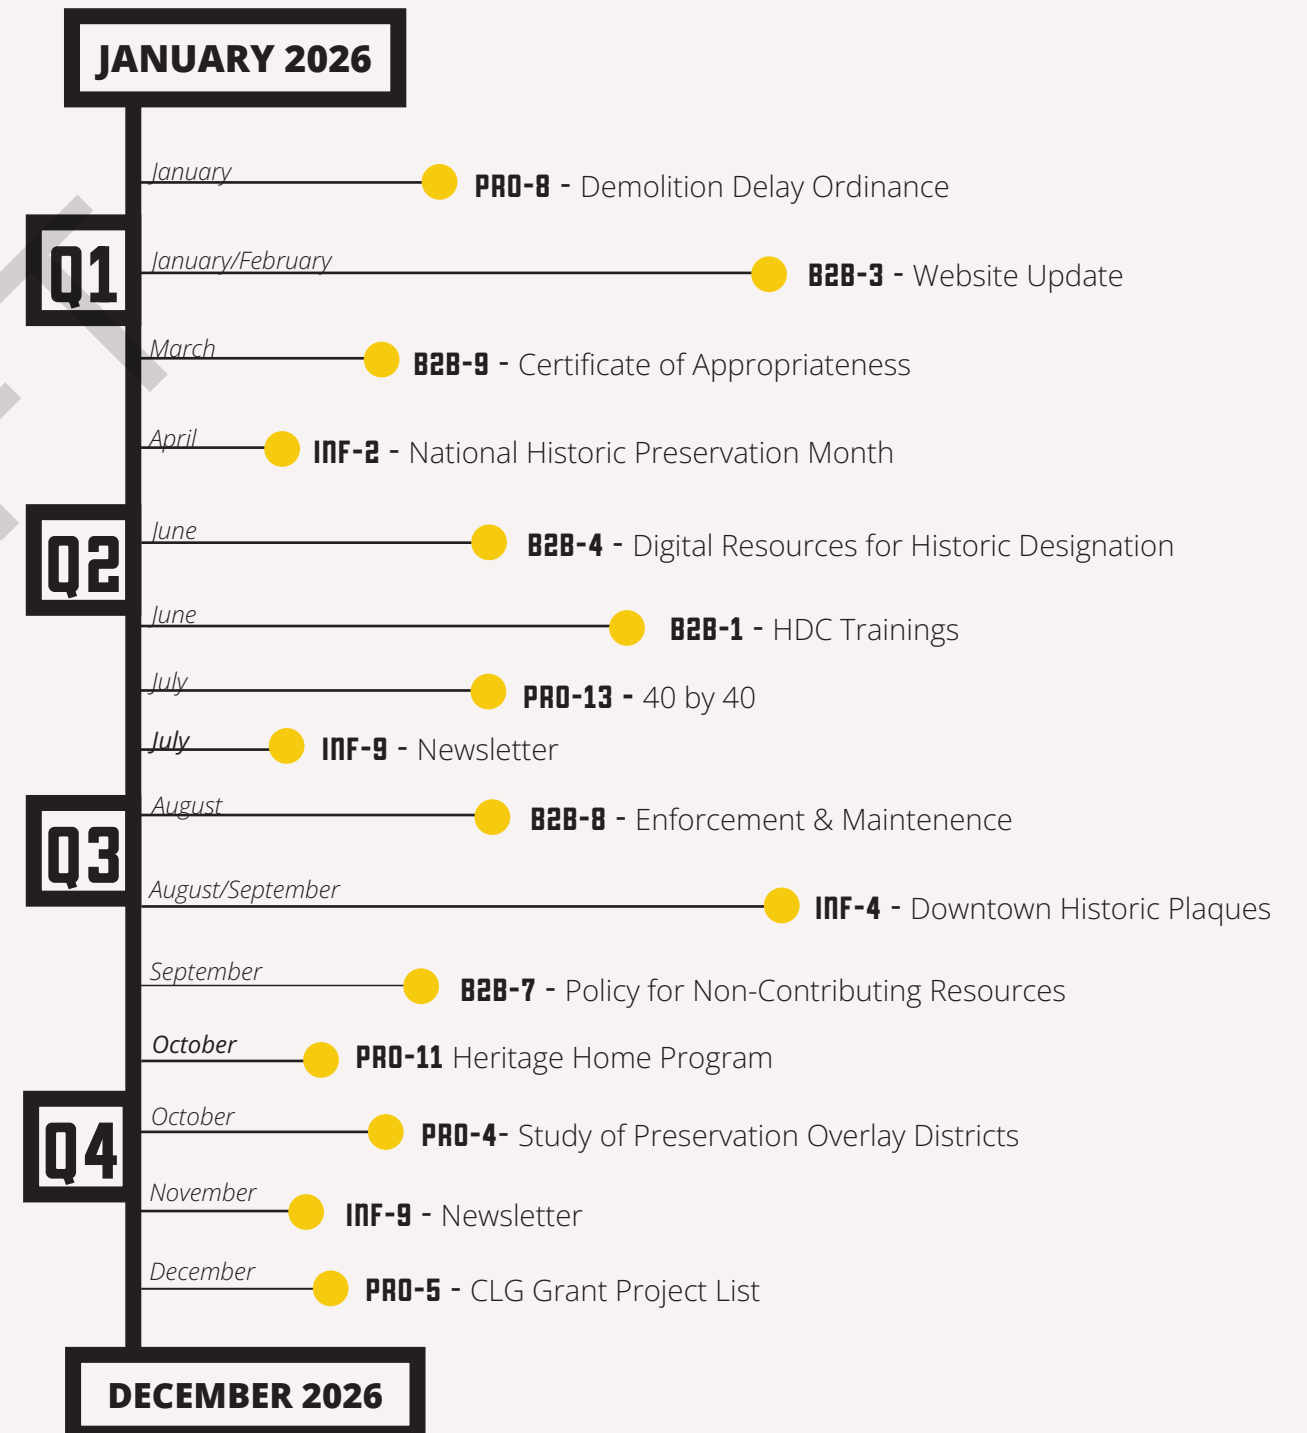 JANUARY 2026
January
PRO-8 - Demolition Delay Ordinance
Q1
January/February
B2B-3 - Website Update
March
B2B-9 - Certificate of Appropriateness
April
INF-2 - National Historic Preservation Month
Q2
June
B2B-4 - Digital Resources for Historic Designation
June
B2B-1 - HDC Trainings
July
PRO-13 - 40 by 40
July
INF-9 - Newsletter
Q3
August
B2B-8 - Enforcement & Maintenence
August/September
INF-4 - Downtown Historic Plaques
September
B2B-7 - Policy for Non-Contributing Resources
October
PRO-11 Heritage Home Program
Q4
October
PRO-4- Study of Preservation Overlay Districts
November
INF-9 - Newsletter
December
PRO-5 - CLG Grant Project List
DECEMBER 2026